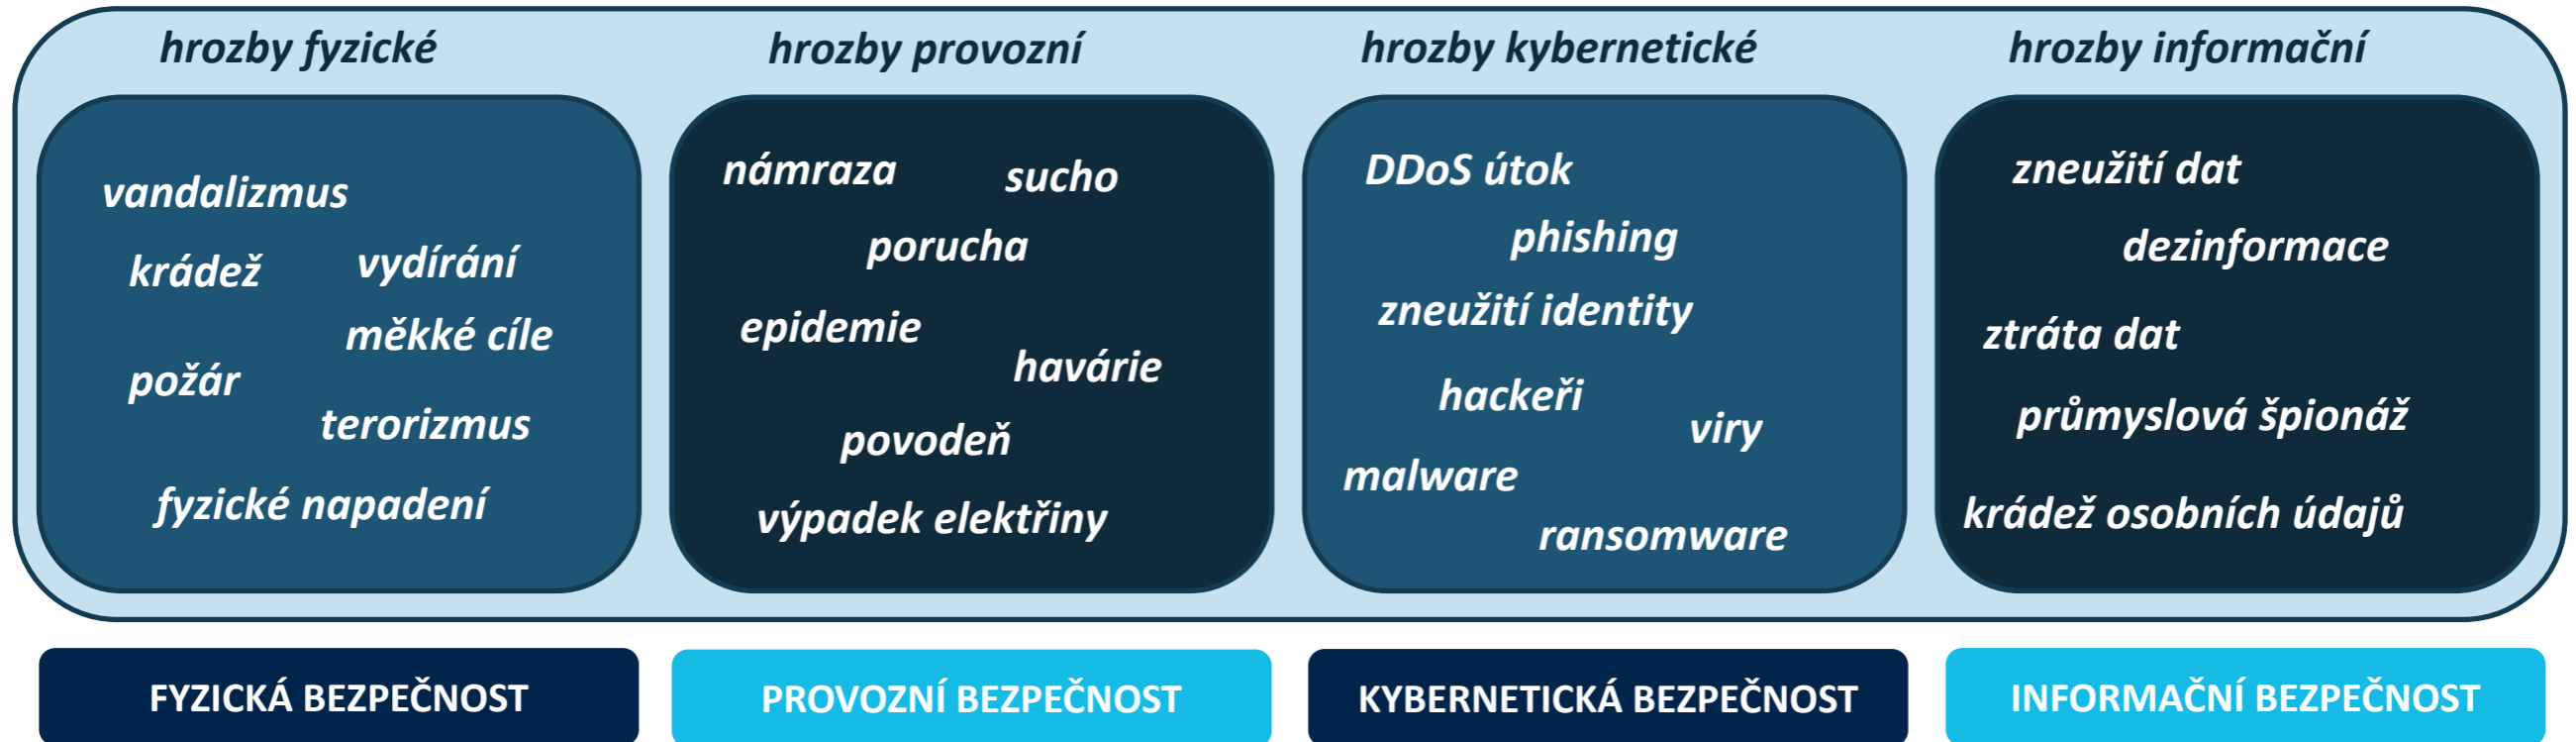 hrozby fyzické
vandalizmus
krádež
vydírání
měkké cíle
požár
terorizmus
fyzické napadení
FYZICKÁ BEZPEČNOST
hrozby provozní
námraza
sucho
porucha
epidemie
havárie
povodeň
výpadek elektřiny
PROVOZNÍ BEZPEČNOST
hrozby kybernetické
DDoS útok
phishing
zneužití identity
hackeři
viry
malware
ransomware
KYBERNETICKÁ BEZPEČNOST
hrozby informační
zneužití dat
dezinformace
ztráta dat
průmyslová špionáž
krádež osobních údajů
INFORMAČNÍ BEZPEČNOST